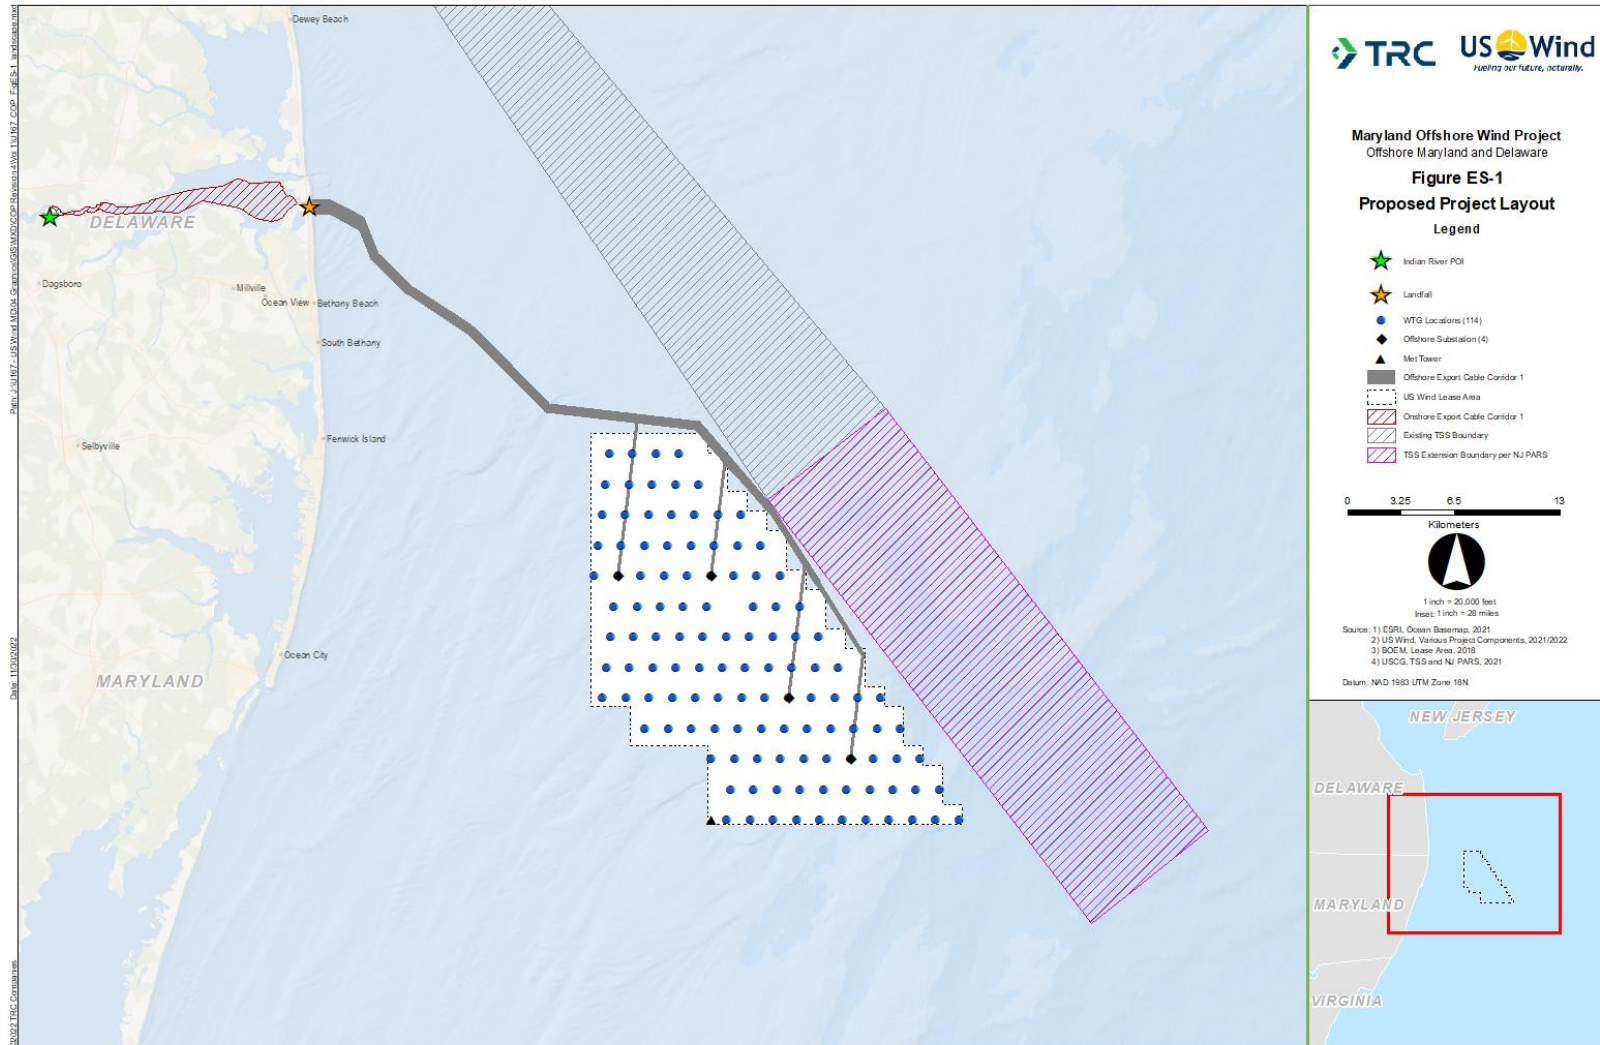 Dewey Beach
DELAWARE
Dagsboro
Millville
Ocean View
Bethany Beach
South Bethany
Selbyville
Fenwick Island
Ocean City
MARYLAND
Date: 11/30/2022
©2022 TRC Companies
TRC
US Wind
Fueling our future, naturally.
Maryland Offshore Wind Project
Offshore Maryland and Delaware
Figure ES-1
Proposed Project Layout
Legend
Indian River POI
Landfall
WTG Locations (114)
Offshore Substation (4)
Met Tower
Offshore Export Cable Corridor 1
US Wind Lease Area
Onshore Export Cable Corridor 1
Existing TSS Boundary
TSS Extension Boundary per NJ PARS
0 3.25 6.5 13
Kilometers
1 inch = 20,000 feet
Inset: 1 inch = 28 miles
Source: 1) ESRI, Ocean Basemap, 2021
2) US Wind, Various Project Components, 2021/2022
3) BOEM, Lease Area, 2018
4) USCG, TSS and NJ PARS, 2021
Datum: NAD 1983 UTM Zone 18N
NEW JERSEY
DELAWARE
MARYLAND
VIRGINIA